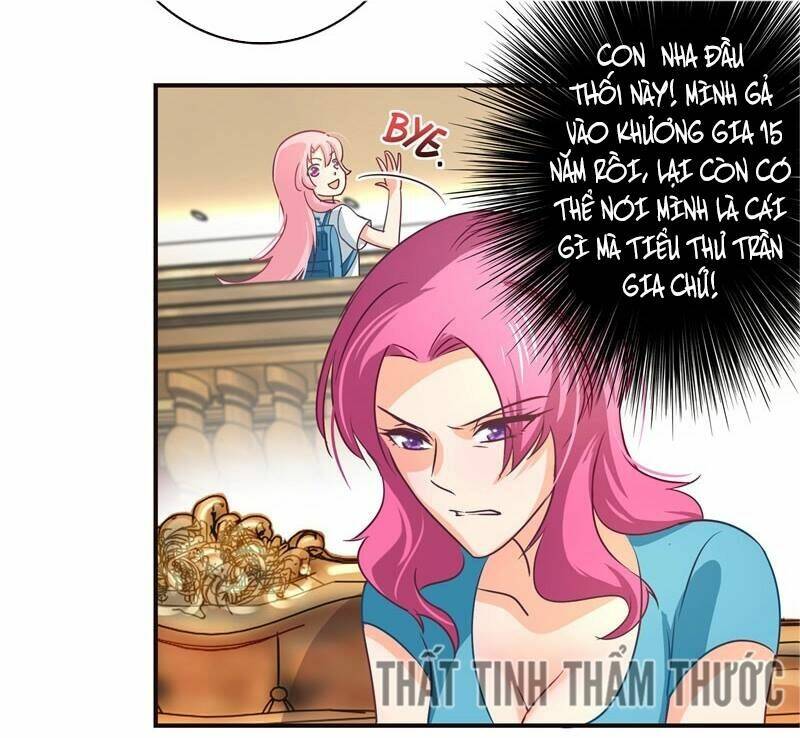 CON NHA ĐẦU
THỐI NÀY! MÌNH GẢ
VÀO KHƯƠNG GIA 15
NĂM RỒI, LẠI CÒN CÓ
THỂ NÓI MÌNH LÀ CÁI
GÌ MÀ TIỂU THƯ TRẦN
GIA CHỨ!
BYE.
THẤT TINH THẨM THƯỚC